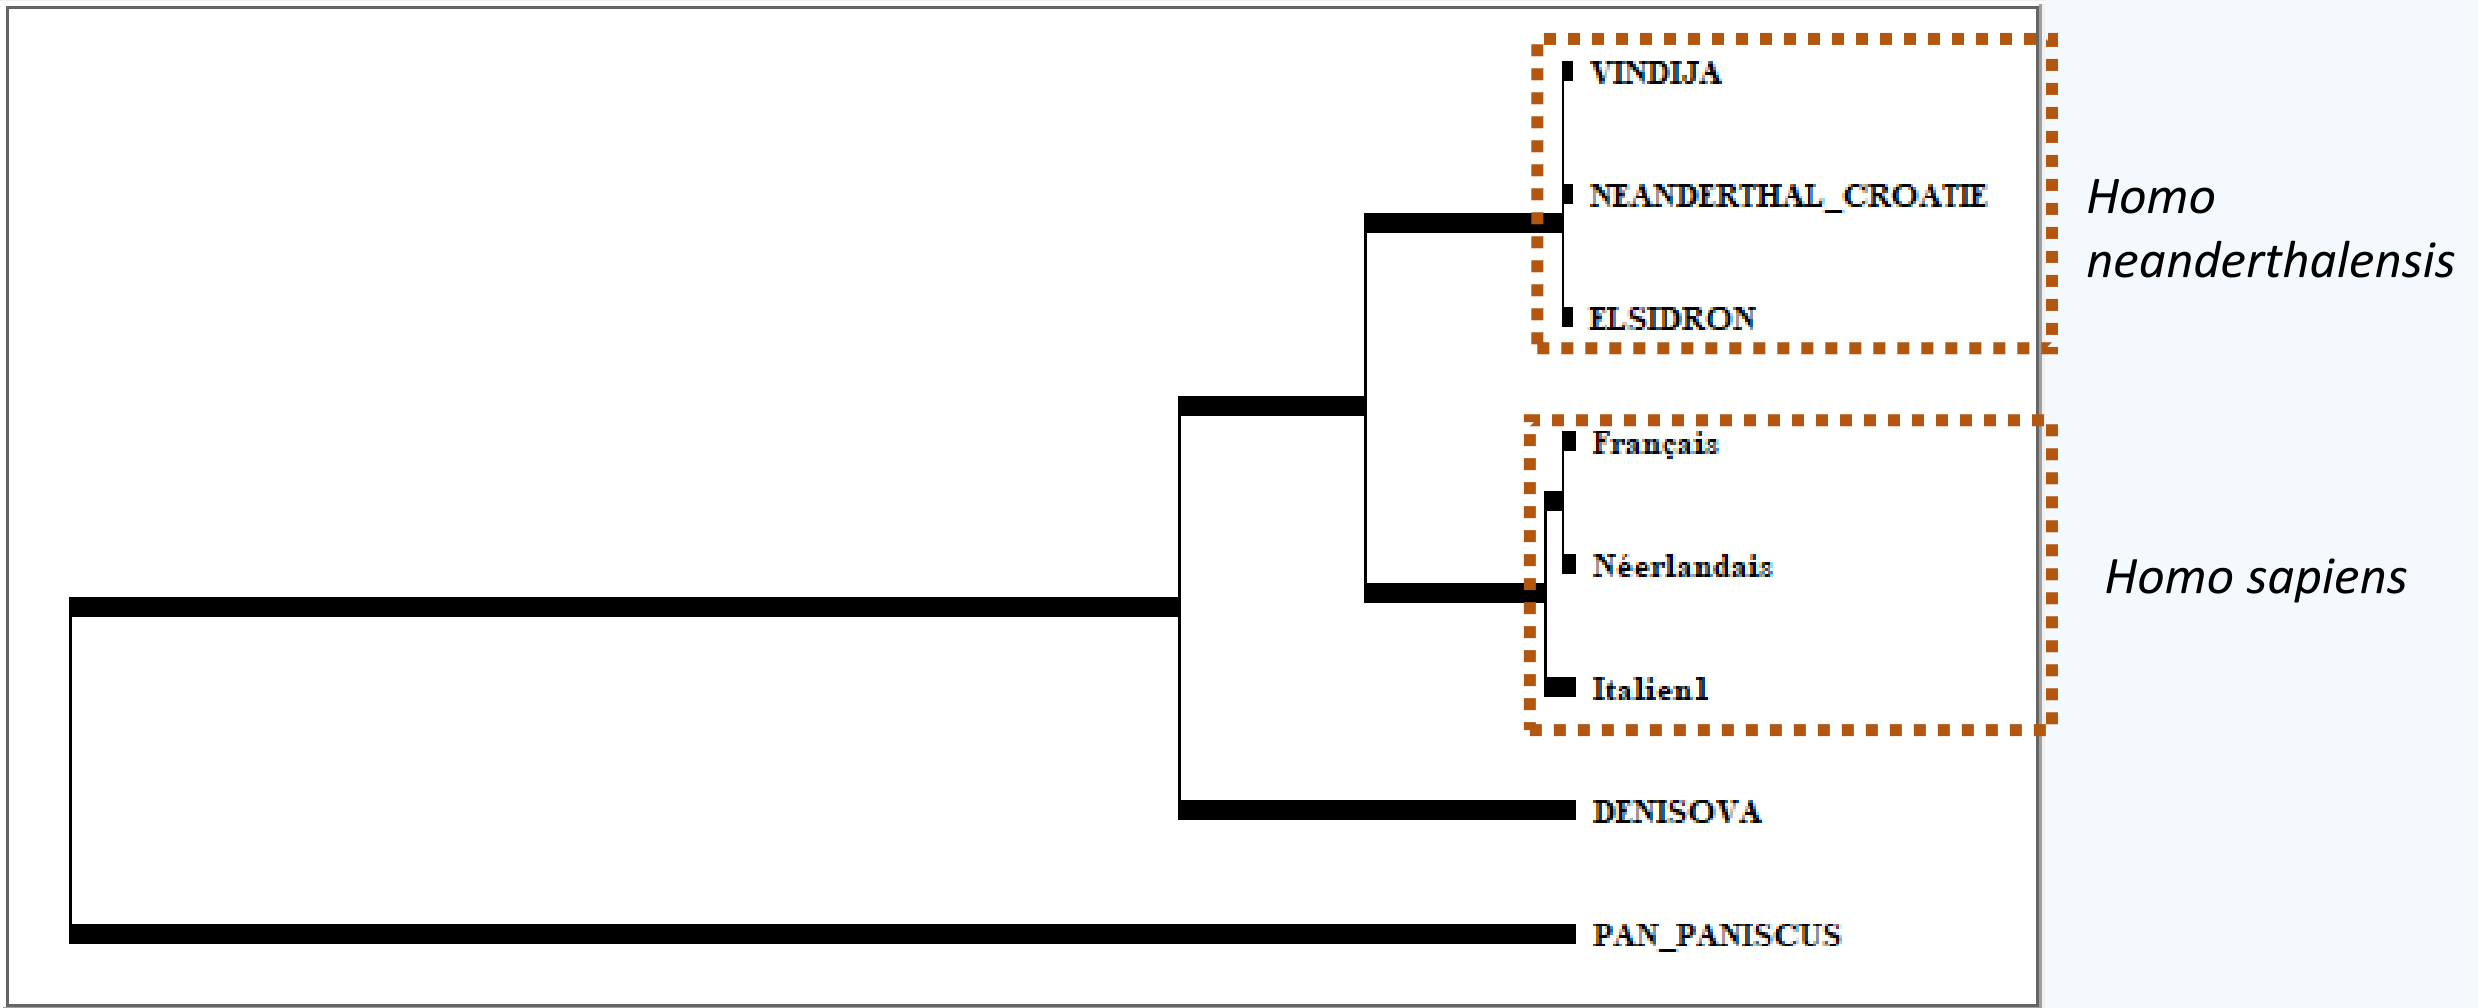 VINDIJA
NEANDERTHAL_CROATIE
ELSIDRON
Homo
neanderthalensis
Français
Néerlandais
Italien1
Homo sapiens
DENISOVA
PAN_PANISCUS